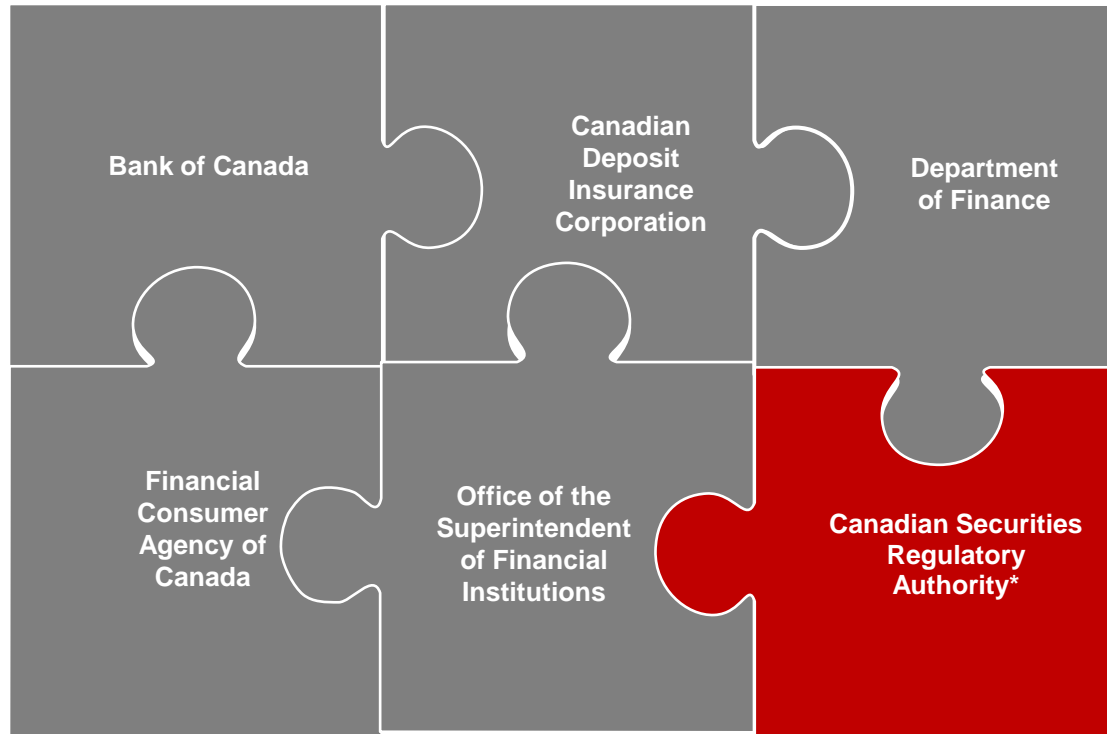 Bank of Canada
Canadian
Deposit
Insurance
Corporation
Department
of Finance
Financial
Consumer
Agency of
Canada
Office of the
Superintendent
of Financial
Institutions
Canadian Securities
Regulatory
Authority*